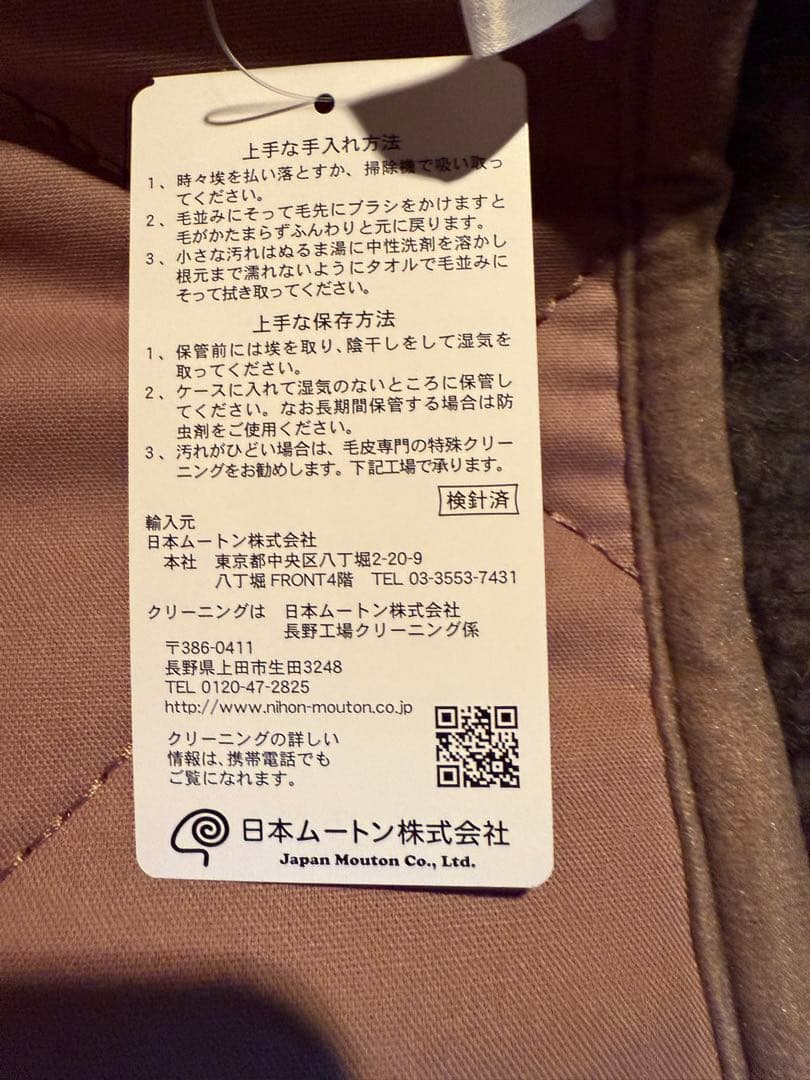 上手な手入れ方法
1、時々埃を払い落とすか、掃除機で吸い取っ
てください。
2、毛並みにそって毛先にブラシをかけますと
毛がかたまらずふんわりと元に戻ります。
3、小さな汚れはぬるま湯に中性洗剤を溶かし
根元まで濡れないようにタオルで毛並みに
そって拭き取ってください。
上手な保存方法
1、保管前には埃を取り、陰干しをして湿気を
取ってください。
2、ケースに入れて湿気のないところに保管し
てください。なお長期間保管する場合は防
虫剤をご使用ください。
3、汚れがひどい場合は、毛皮専門の特殊クリー
ニングをお勧めします。下記工場で承ります。
検針済
輸入元
日本ムートン株式会社
本社 東京都中央区八丁堀2-20-9
八丁堀 FRONT4階 TEL 03-3553-7431
クリーニングは 日本ムートン株式会社
長野工場クリーニング係
〒386-0411
長野県上田市生田3248
TEL 0120-47-2825
http://www.nihon-mouton.co.jp
クリーニングの詳しい
情報は、携帯電話でも
ご覧になれます。
日本ムートン株式会社
Japan Mouton Co., Ltd.